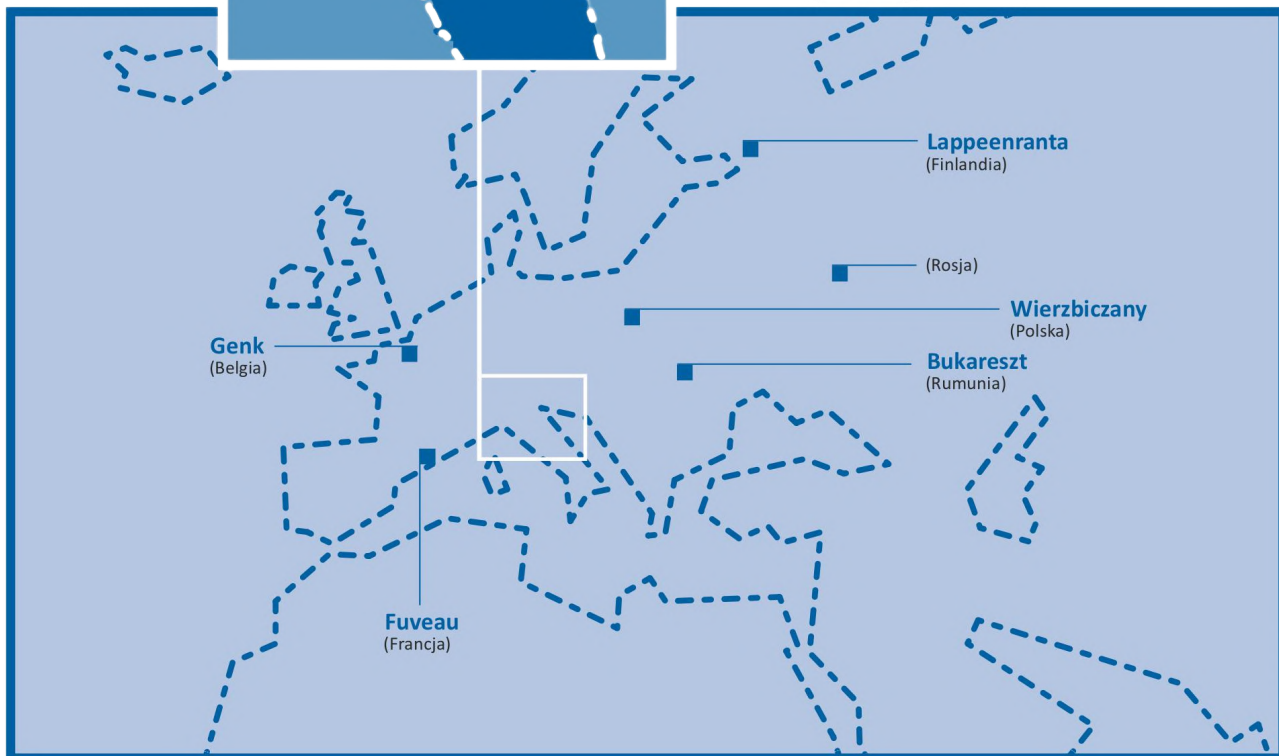 Lappeenranta
(Finlandia)
(Rosja)
Wierzbiczany
(Polska)
Genk
(Belgia)
Bukareszt
(Rumunia)
Fuveau
(Francja)